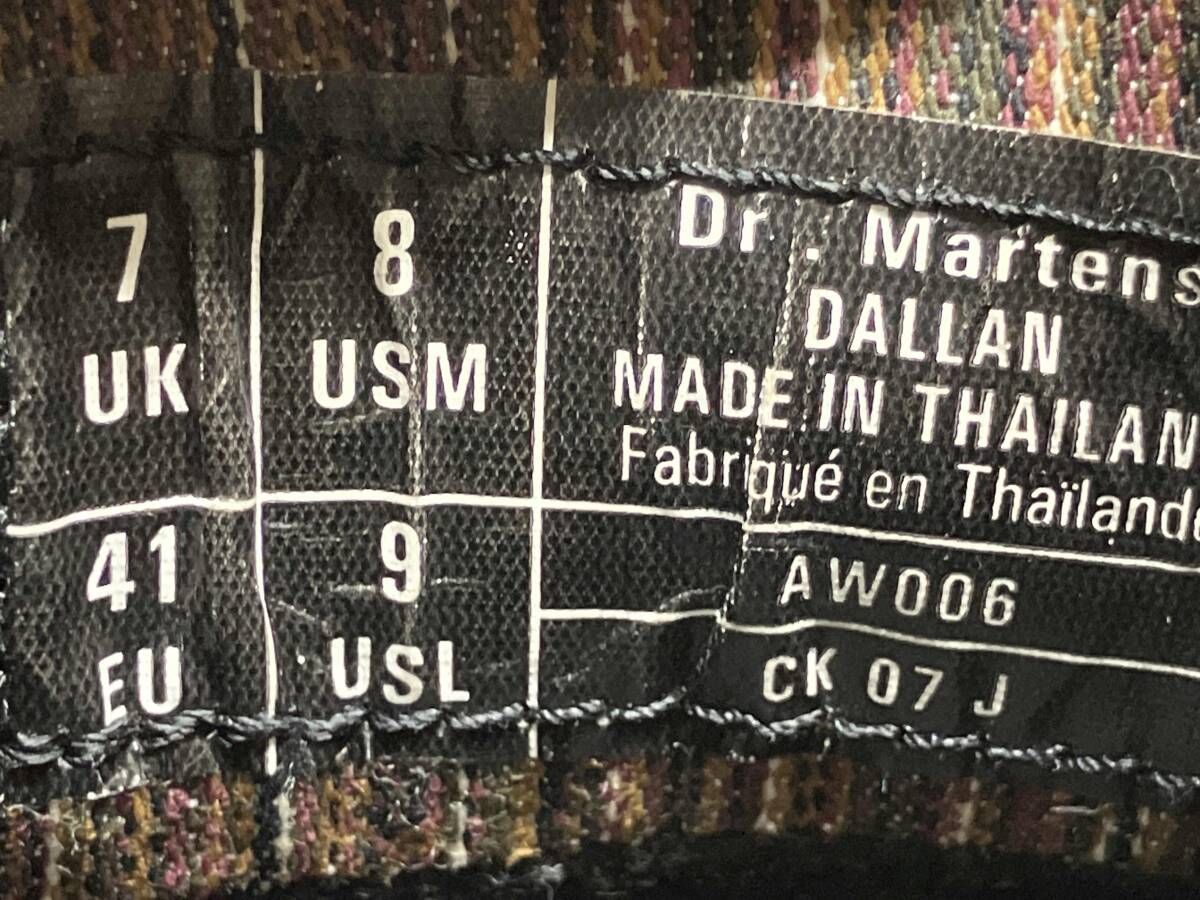 7
UK
8
USM
41
EU
9
USL
Dr. Martens
DALLAN
MADE IN THAILAN
Fabriqué en Thaïland
AW006
CK 07 J